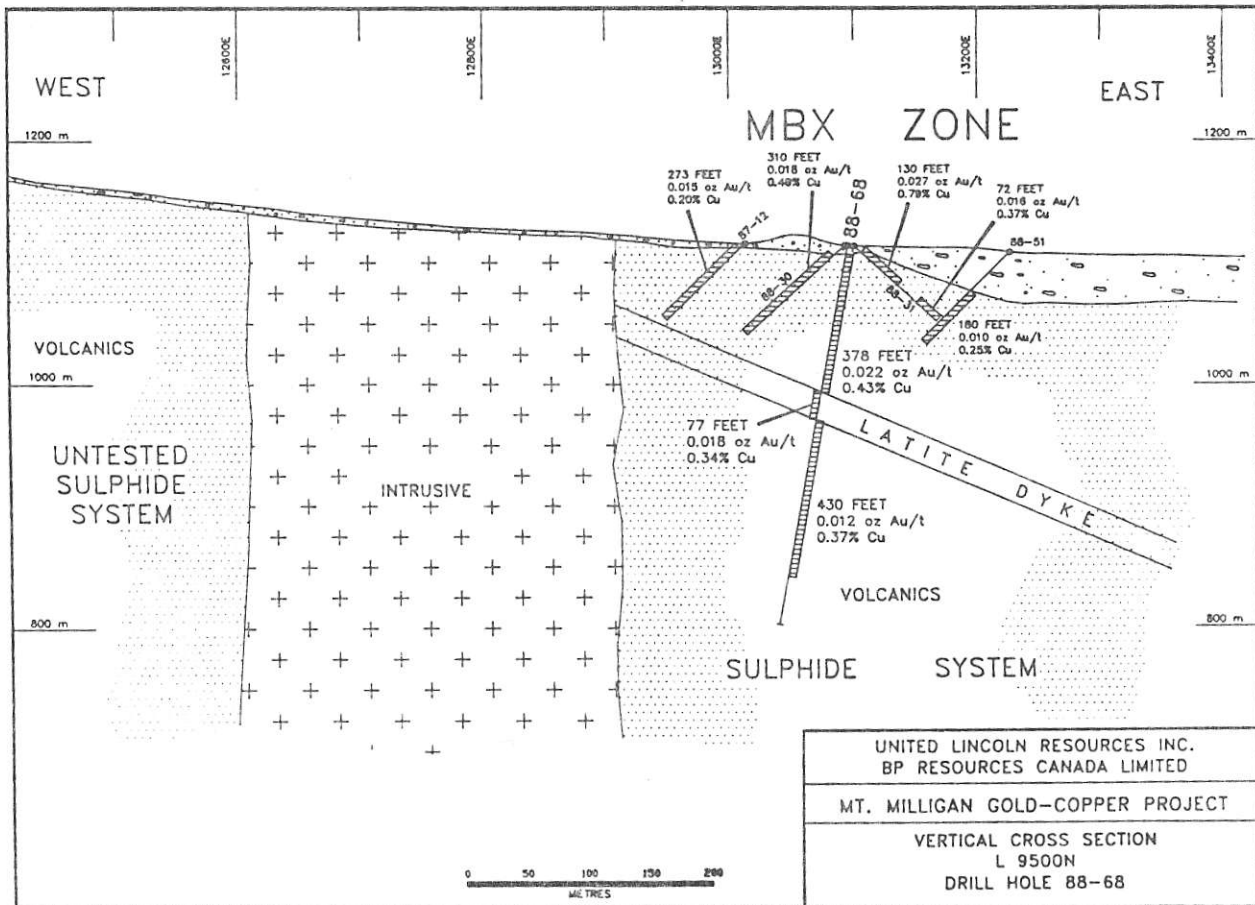 12600E
12800E
13000E
13200E
13400E
WEST
EAST
MBX ZONE
1200 m
1200 m
273 FEET
0.015 oz Au/t
0.20% Cu
310 FEET
0.018 oz Au/t
0.48% Cu
130 FEET
0.027 oz Au/t
0.79% Cu
72 FEET
0.016 oz Au/t
0.37% Cu
87-12
88-68
88-51
88-30
88-31
180 FEET
0.010 oz Au/t
0.25% Cu
VOLCANICS
1000 m
1000 m
378 FEET
0.022 oz Au/t
0.43% Cu
77 FEET
0.018 oz Au/t
0.34% Cu
LATITE DYKE
UNTESTED
SULPHIDE
SYSTEM
INTRUSIVE
430 FEET
0.012 oz Au/t
0.37% Cu
VOLCANICS
800 m
800 m
SULPHIDE SYSTEM
UNITED LINCOLN RESOURCES INC.
BP RESOURCES CANADA LIMITED
MT. MILLIGAN GOLD-COPPER PROJECT
VERTICAL CROSS SECTION
L 9500N
DRILL HOLE 88-68
0 50 100 150 200
METRES